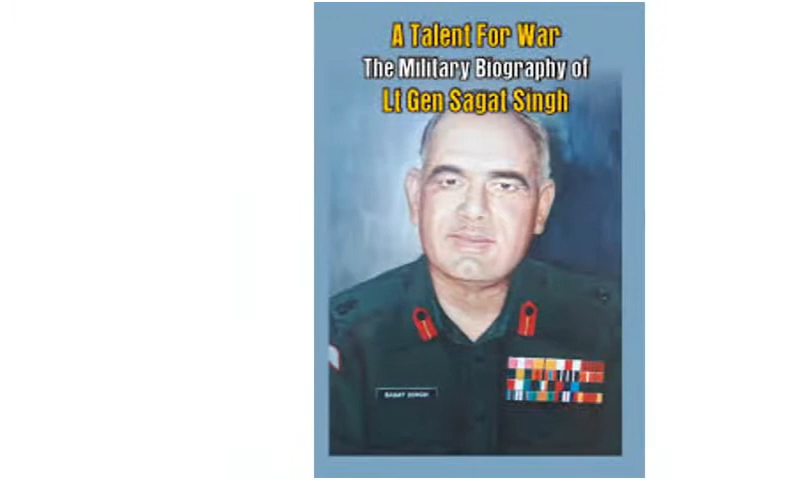 A Talent For War
The Military Biography of
Lt Gen Sagat Singh
SAGAT SINGH